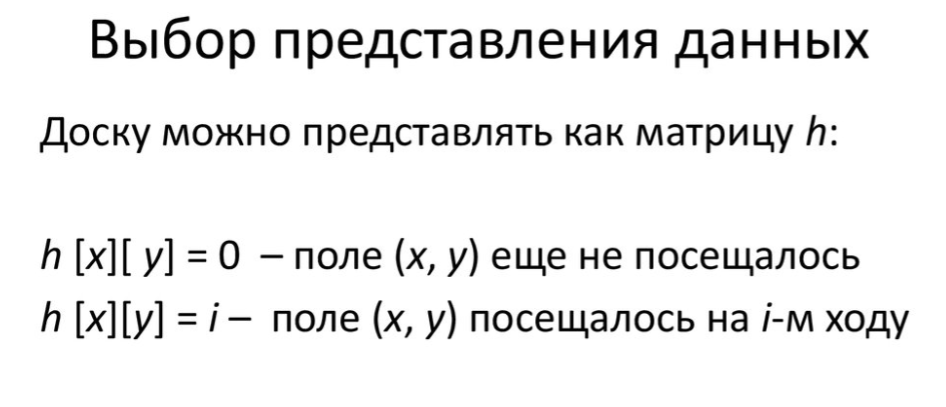 Выбор представления данных
Доску можно представлять как матрицу h:
h [x][ y] = 0 – поле (x, y) еще не посещалось
h [x][y] = i – поле (x, y) посещалось на i-м ходу